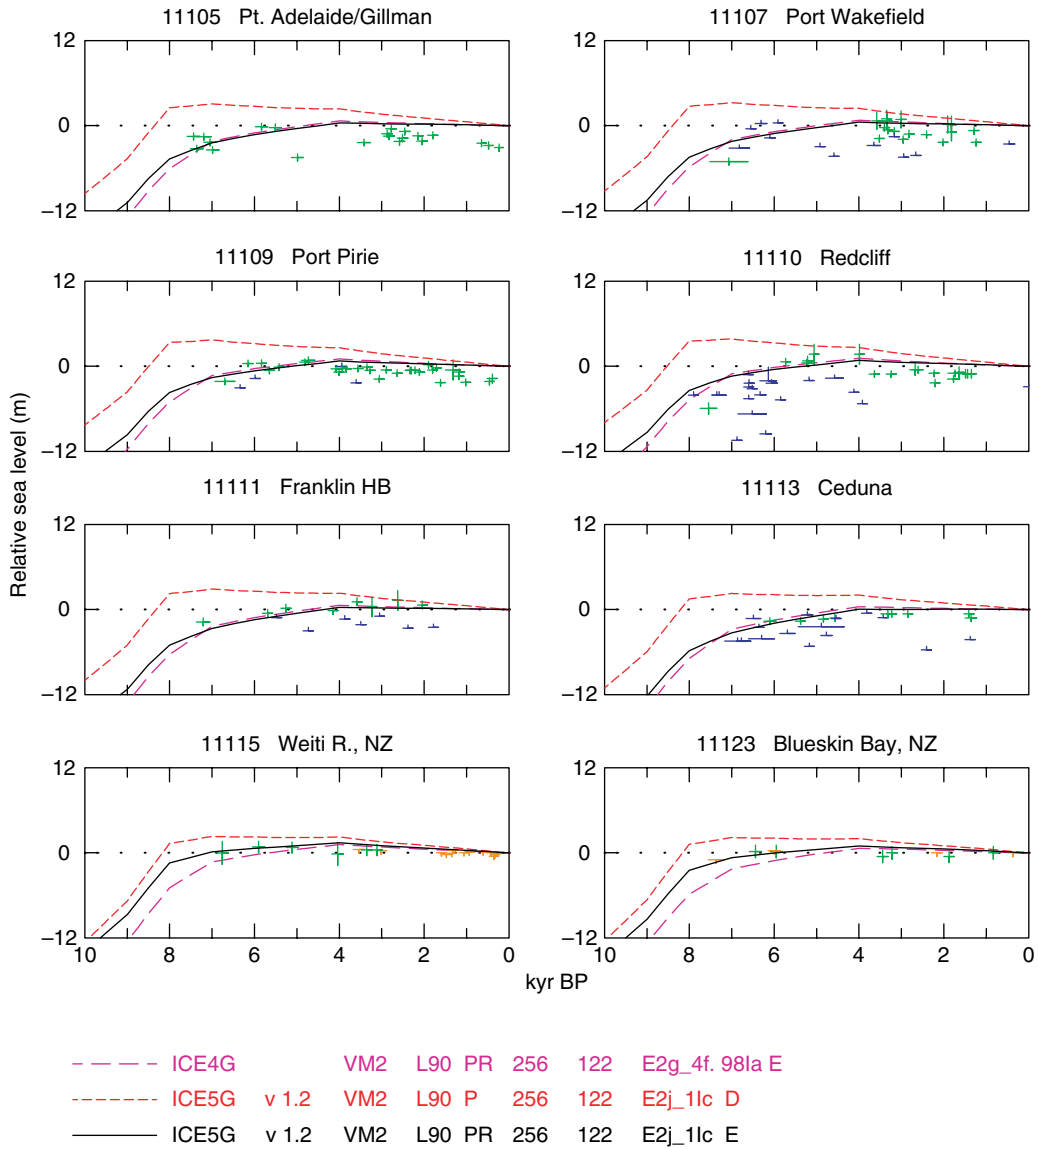 11105 Pt. Adelaide/Gillman
11107 Port Wakefield
12
0
−12
12
0
−12
11109 Port Pirie
11110 Redcliff
12
0
−12
12
0
−12
11111 Franklin HB
11113 Ceduna
12
0
−12
12
0
−12
11115 Weiti R., NZ
11123 Blueskin Bay, NZ
12
0
−12
12
0
−12
10 8 6 4 2 0
10 8 6 4 2 0
Relative sea level (m)
kyr BP
ICE4G VM2 L90 PR 256 122 E2g_4f. 98Ia E
ICE5G v 1.2 VM2 L90 P 256 122 E2j_1Ic D
ICE5G v 1.2 VM2 L90 PR 256 122 E2j_1Ic E